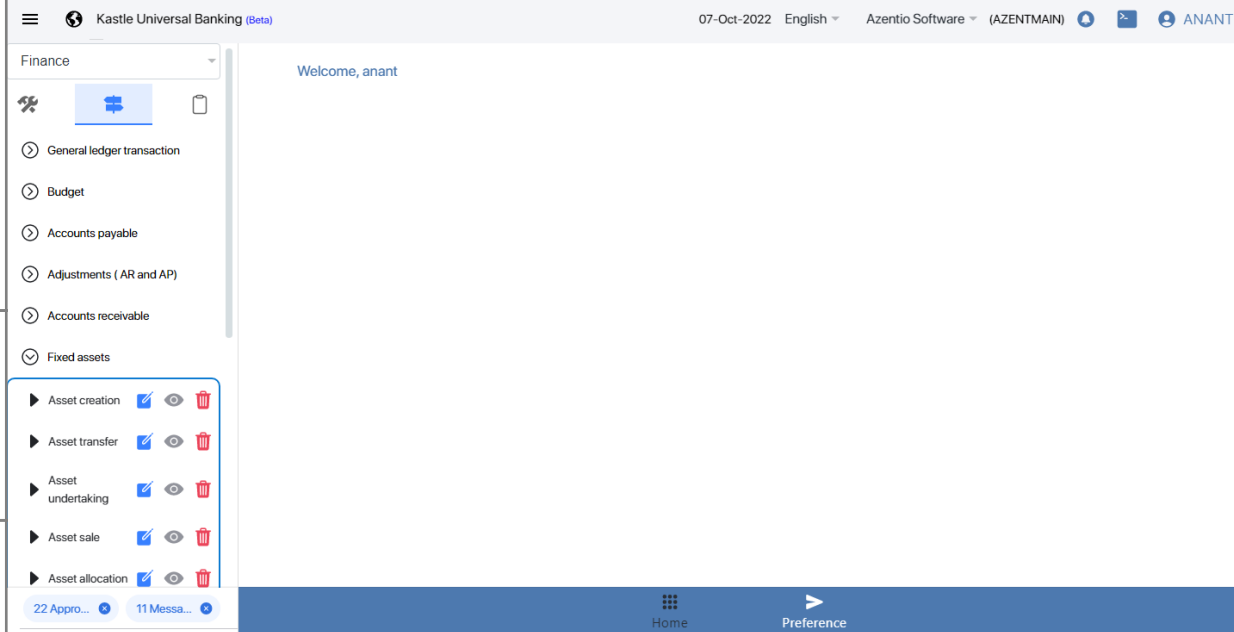 Kastle Universal Banking (Beta) 07-Oct-2022 English Azentio Software (AZENTMAIN) ANANT
Finance
Welcome, anant
General ledger transaction
Budget
Accounts payable
Adjustments ( AR and AP)
Accounts receivable
Fixed assets
Asset creation
Asset transfer
Asset
undertaking
Asset sale
Asset allocation
22 Appro... 11 Messa...
Home Preference